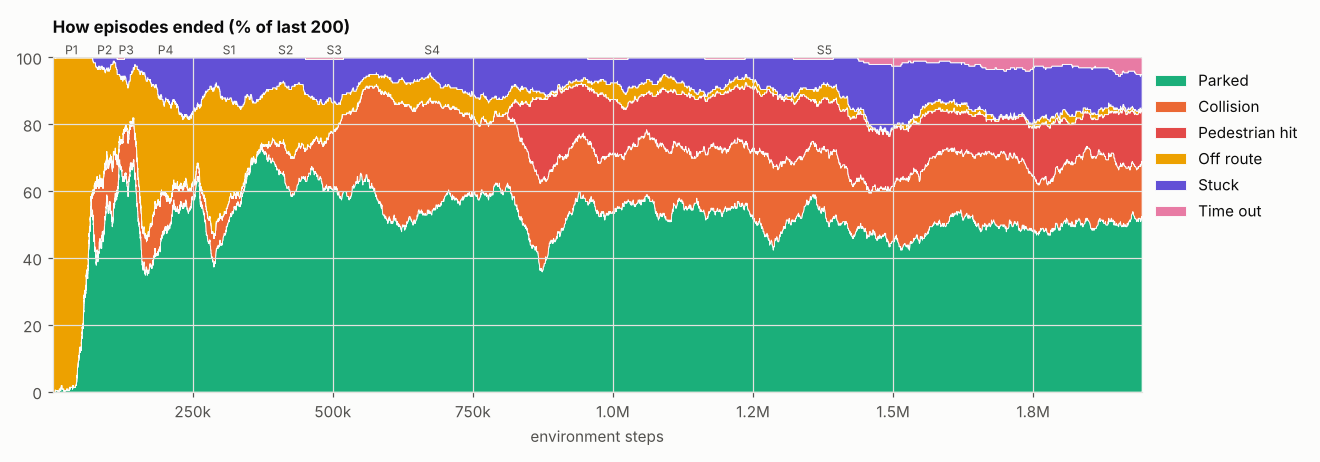 How episodes ended (% of last 200)
P1 P2 P3 P4 S1 S2 S3 S4 S5
100
80
60
40
20
0
250k 500k 750k 1.0M 1.2M 1.5M 1.8M
environment steps
Parked
Collision
Pedestrian hit
Off route
Stuck
Time out